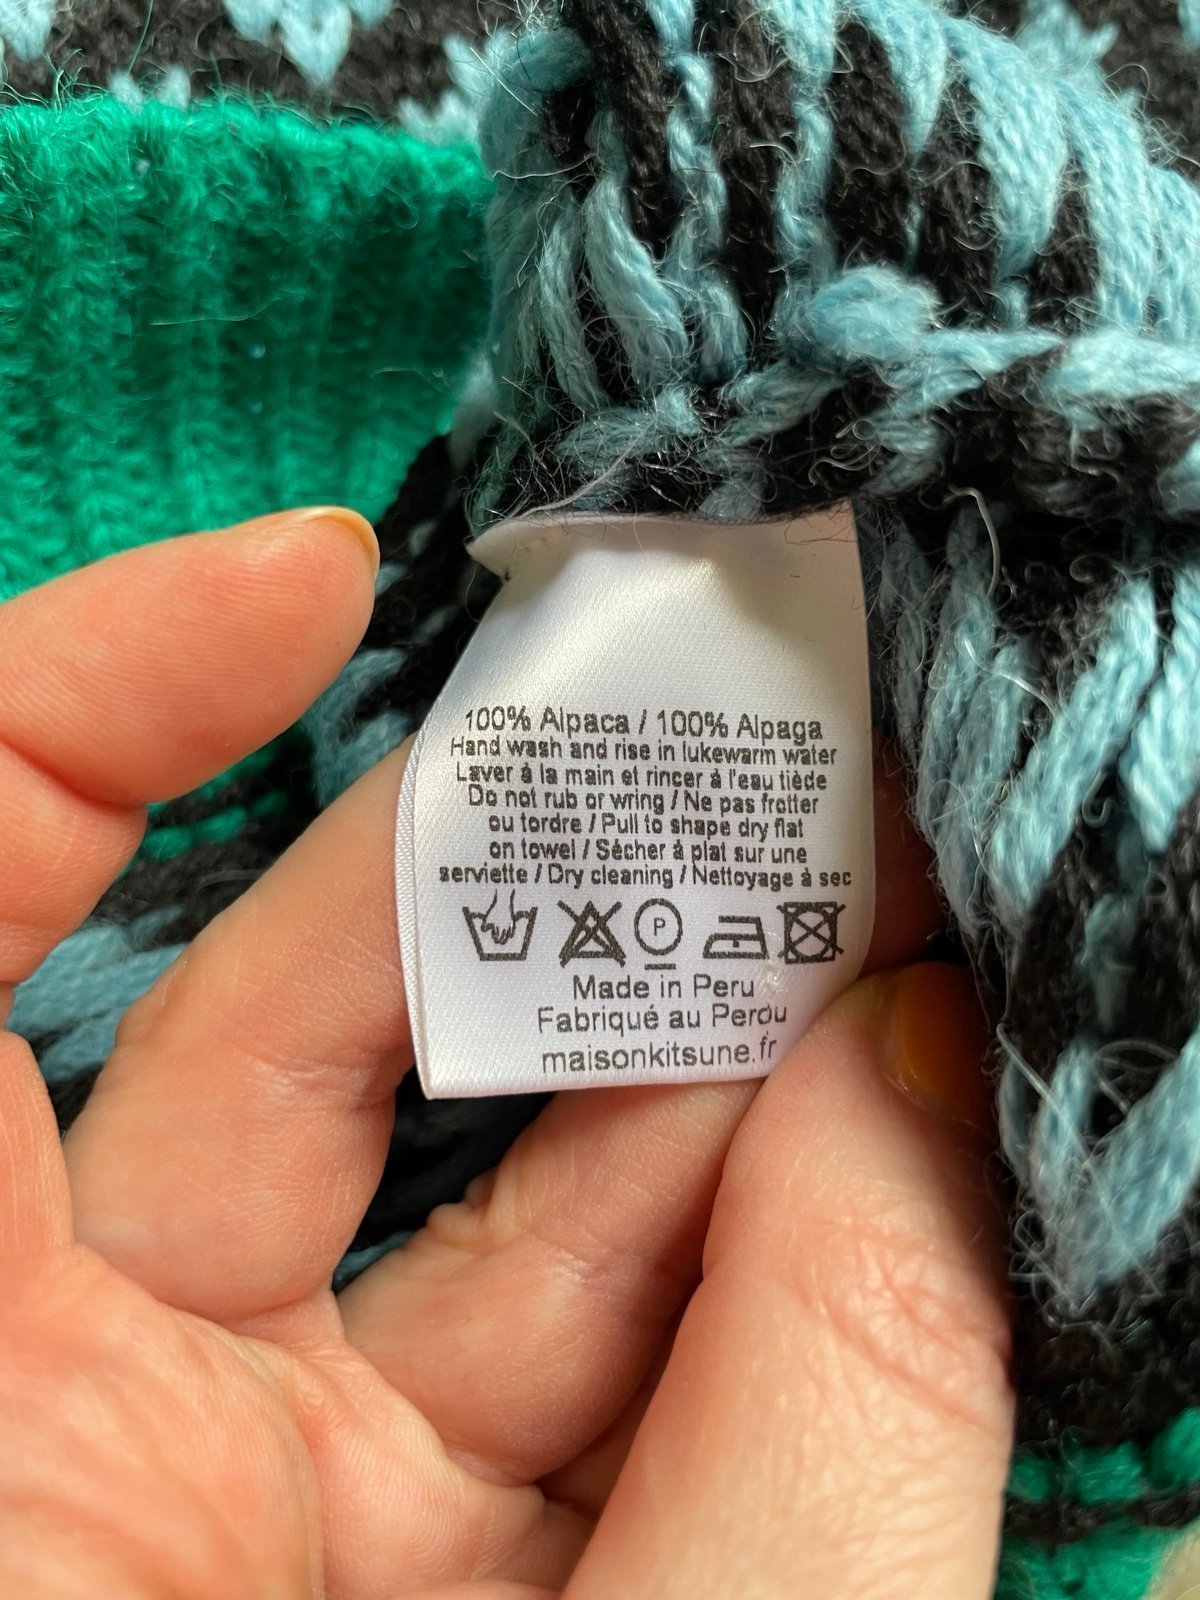 100% Alpaca / 100% Alpaga
Hand wash and rise in lukewarm water
Laver à la main et rincer à l'eau tiède
Do not rub or wring / Ne pas frotter
ou tordre / Pull to shape dry flat
on towel / Sécher à plat sur une
serviette / Dry cleaning / Nettoyage à sec
P
Made in Peru
Fabriqué au Perou
maisonkitsune.fr